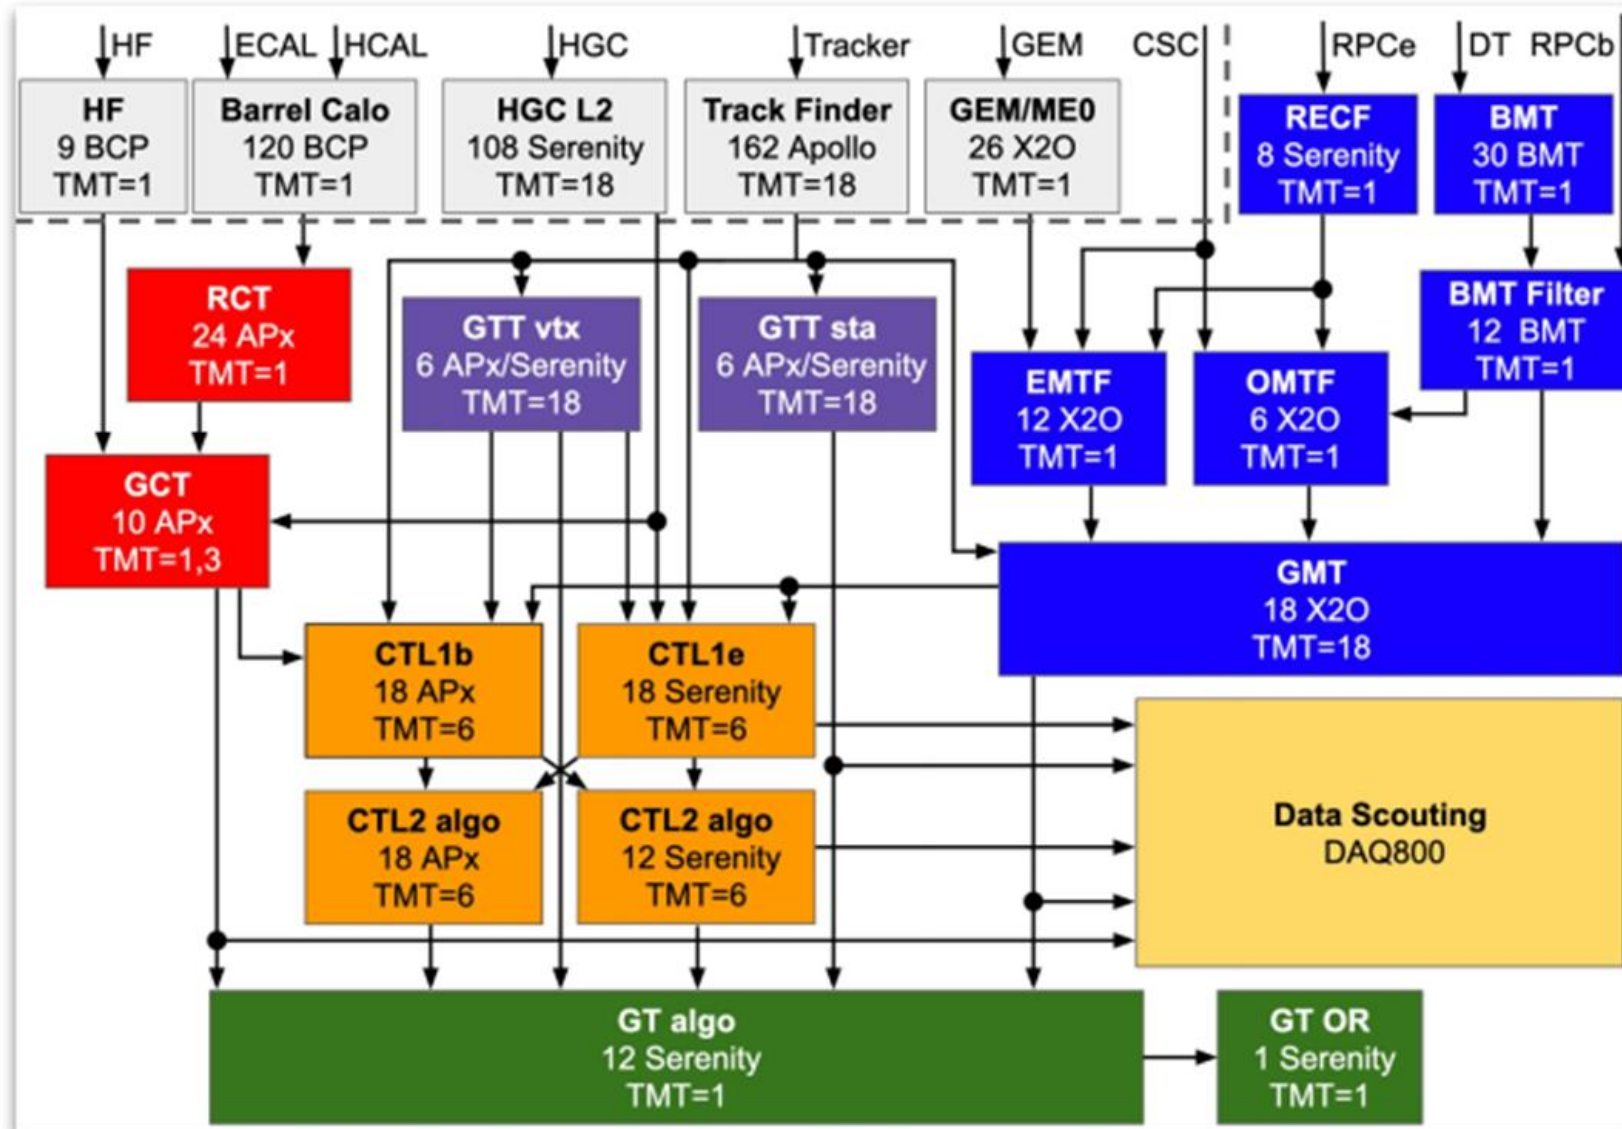 HF
ECAL
HCAL
HGC
Tracker
GEM
CSC
RPCe
DT
RPCb
HF
9 BCP
TMT=1
Barrel Calo
120 BCP
TMT=1
HGC L2
108 Serenity
TMT=18
Track Finder
162 Apollo
TMT=18
GEM/ME0
26 X2O
TMT=1
RECF
8 Serenity
TMT=1
BMT
30 BMT
TMT=1
RCT
24 APx
TMT=1
GTT vtx
6 APx/Serenity
TMT=18
GTT sta
6 APx/Serenity
TMT=18
EMTF
12 X2O
TMT=1
OMTF
6 X2O
TMT=1
BMT Filter
12 BMT
TMT=1
GCT
10 APx
TMT=1,3
GMT
18 X2O
TMT=18
CTL1b
18 APx
TMT=6
CTL1e
18 Serenity
TMT=6
CTL2 algo
18 APx
TMT=6
CTL2 algo
12 Serenity
TMT=6
Data Scouting
DAQ800
GT algo
12 Serenity
TMT=1
GT OR
1 Serenity
TMT=1